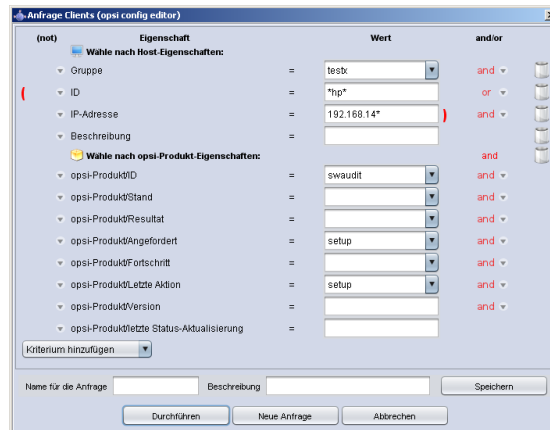 Anfrage Clients (opsi config editor)
(not) Eigenschaft Wert and/or
Wähle nach Host-Eigenschaften:
Gruppe = testx and
( ID = *hp* or
IP-Adresse = 192.168.14* ) and
Beschreibung =
Wähle nach opsi-Produkt-Eigenschaften: and
opsi-Produkt/ID = swaudit and
opsi-Produkt/Stand = and
opsi-Produkt/Resultat = and
opsi-Produkt/Angefordert = setup and
opsi-Produkt/Fortschritt = and
opsi-Produkt/Letzte Aktion = setup and
opsi-Produkt/Version = and
opsi-Produkt/letzte Status-Aktualisierung =
Kriterium hinzufügen
Name für die Anfrage Beschreibung Speichern
Durchführen Neue Anfrage Abbrechen